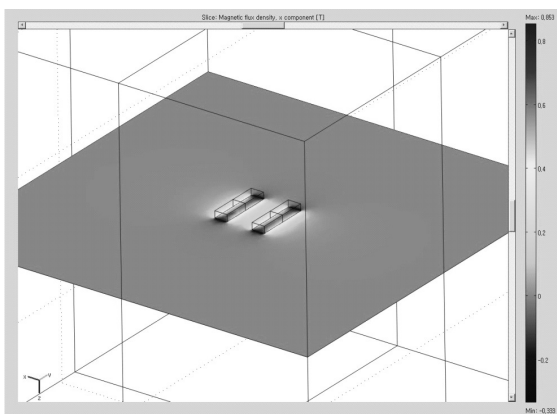 Slice: Magnetic flux density, x component [T]
Max: 0.853
0.8
0.6
0.4
0.2
0
-0.2
Min: -0.333
x
y
z